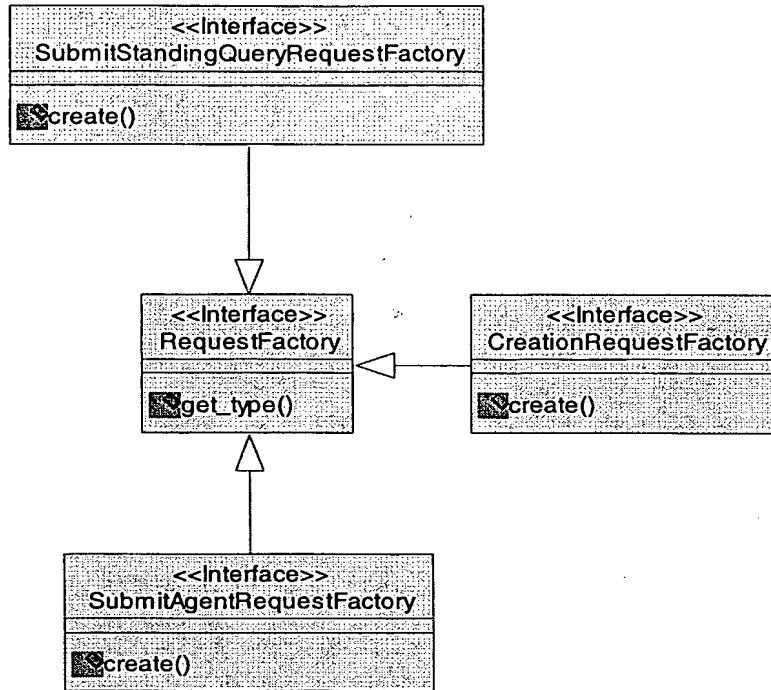 <<Interface>>
SubmitStandingQueryRequestFactory
create()
<<Interface>>
RequestFactory
get_type()
<<Interface>>
CreationRequestFactory
create()
<<Interface>>
SubmitAgentRequestFactory
create()